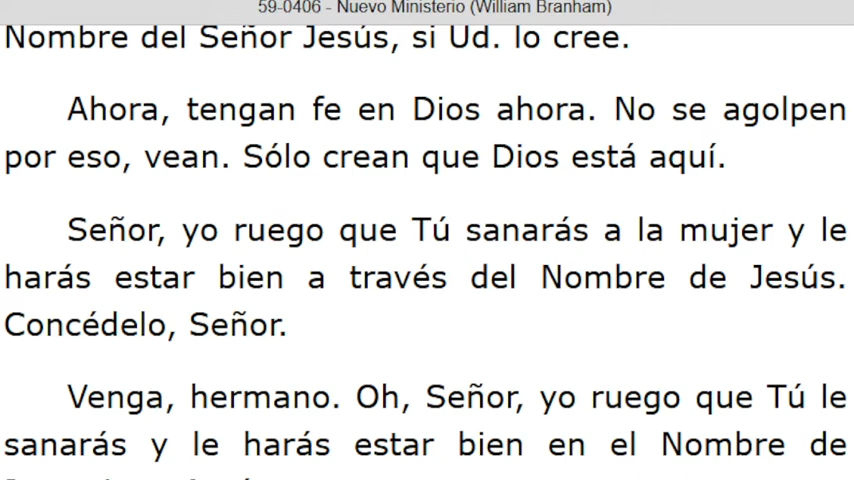 59-0406 - Nuevo Ministerio (William Branham)
Nombre del Señor Jesús, si Ud. lo cree.
Ahora, tengan fe en Dios ahora. No se agolpen
por eso, vean. Sólo crean que Dios está aquí.
Señor, yo ruego que Tú sanarás a la mujer y le
harás estar bien a través del Nombre de Jesús.
Concédelo, Señor.
Venga, hermano. Oh, Señor, yo ruego que Tú le
sanarás y le harás estar bien en el Nombre de